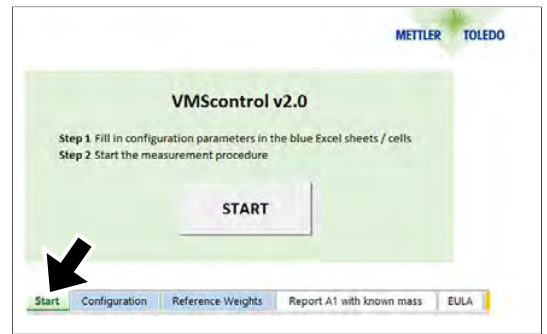 METTLER TOLEDO
VMScontrol v2.0
Step 1 Fill in configuration parameters in the blue Excel sheets / cells
Step 2 Start the measurement procedure
START
Start Configuration Reference Weights Report A1 with known mass EULA